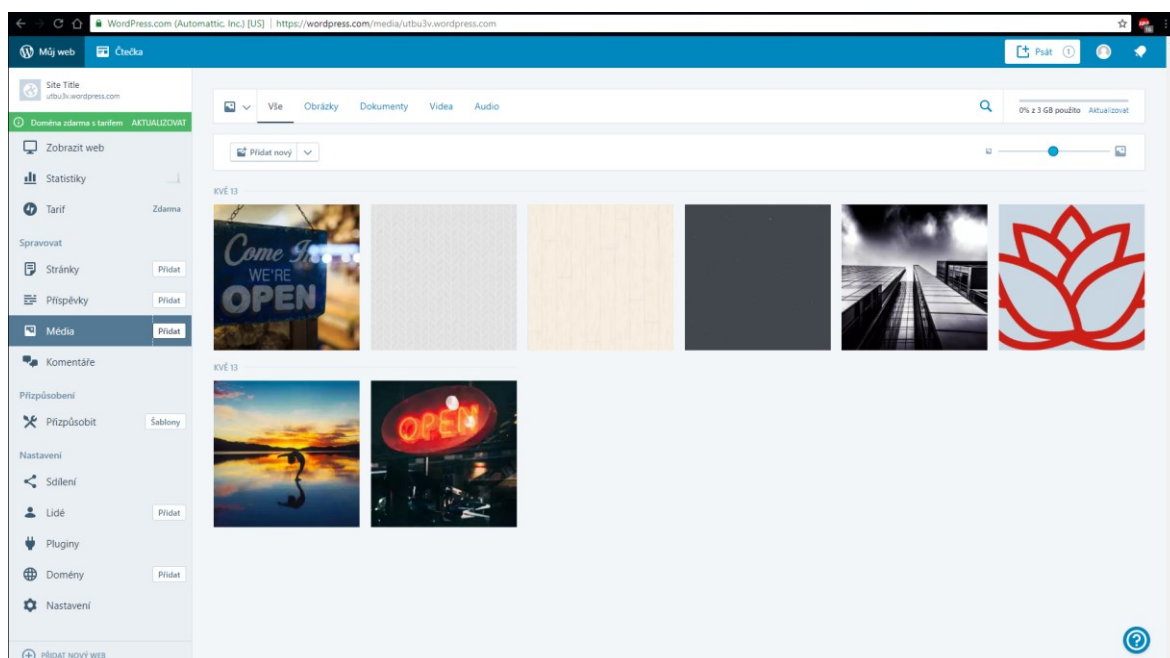 WordPress.com (Automattic, Inc.) [US] | https://wordpress.com/media/utbu3v.wordpress.com
Můj web
Čtečka
Psát 1
Site Title
utbu3v.wordpress.com
Doména zdarma s tarifem AKTUALIZOVAT
Zobrazit web
Statistiky
Tarif Zdarma
Spravovat
Stránky Přidat
Příspěvky Přidat
Média Přidat
Komentáře
Přizpůsobení
Přizpůsobit Šablony
Nastavení
Sdílení
Lidé Přidat
Pluginy
Domény Přidat
Nastavení
PŘIDAT NOVÝ WEB
Vše Obrázky Dokumenty Videa Audio
0% z 3 GB použito Aktualizovat
Přidat nový
KVĚ 13
Come In
WE'RE
OPEN
KVĚ 13
OPEN